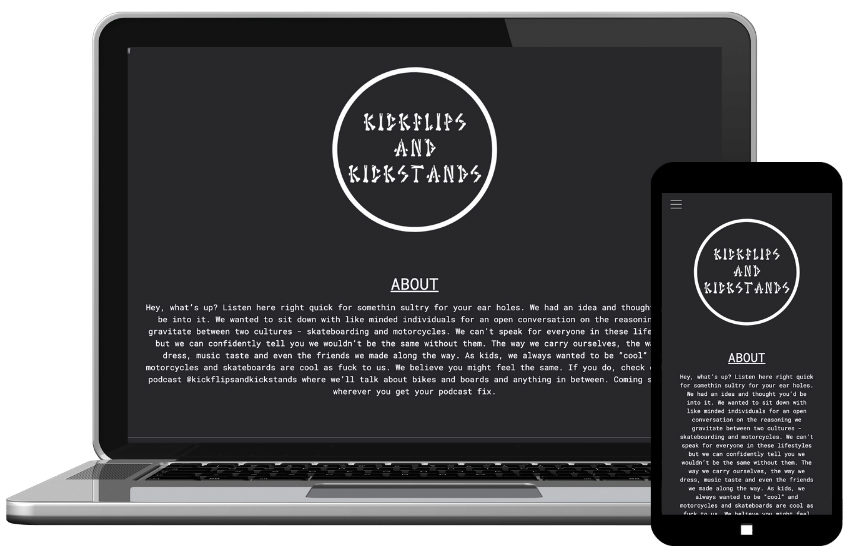 KICKFLIPS
AND
KICKSTANDS
ABOUT
Hey, what's up? Listen here right quick for somethin sultry for your ear holes. We had an idea and thought
be into it. We wanted to sit down with like minded individuals for an open conversation on the reasonin
gravitate between two cultures - skateboarding and motorcycles. We can't speak for everyone in these life
but we can confidently tell you we wouldn't be the same without them. The way we carry ourselves, the wa
dress, music taste and even the friends we made along the way. As kids, we always wanted to be "cool"
motorcycles and skateboards are cool as fuck to us. We believe you might feel the same. If you do, check
podcast #kickflipsandkickstands where we'll talk about bikes and boards and anything in between. Coming s
wherever you get your podcast fix.
KICKFLIPS
AND
KICKSTANDS
ABOUT
Hey, what's up? Listen here right quick
for somethin sultry for your ear holes.
We had an idea and thought you'd be
into it. We wanted to sit down with
like minded individuals for an open
conversation on the reasoning we
gravitate between two cultures -
skateboarding and motorcycles. We can't
speak for everyone in these lifestyles
but we can confidently tell you we
wouldn't be the same without them. The
way we carry ourselves, the way we
dress, music taste and even the friends
we made along the way. As kids, we
always wanted to be "cool" and
motorcycles and skateboards are cool as
fuck to us. We believe you might feel